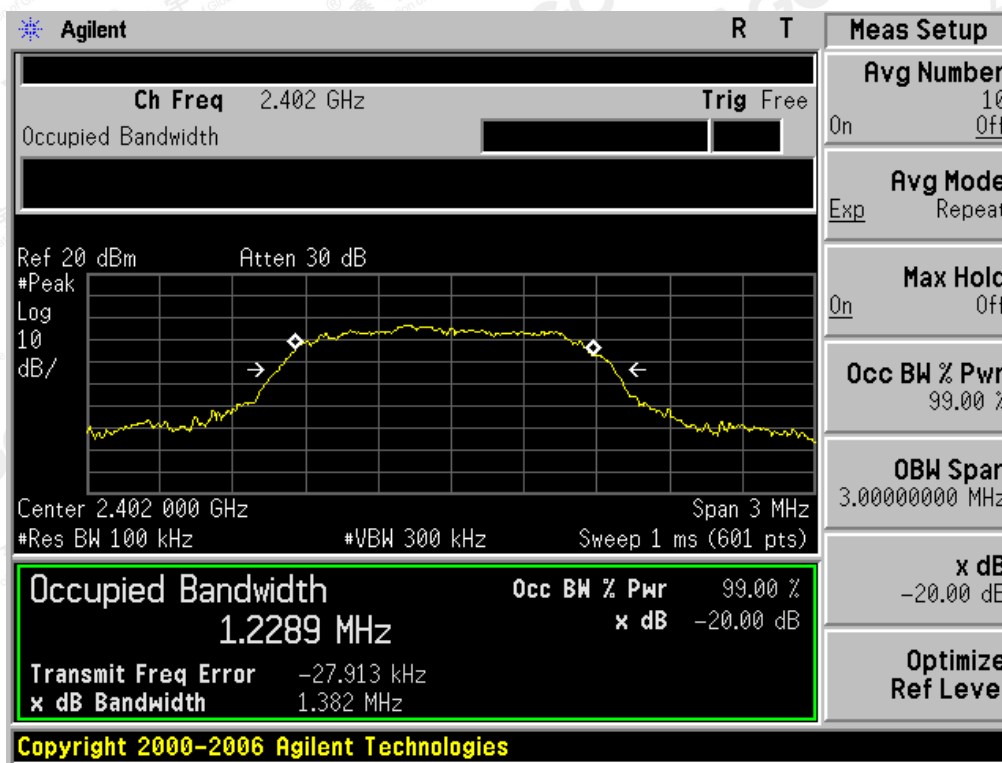 Agilent R T
Ch Freq 2.402 GHz Trig Free
Occupied Bandwidth
Ref 20 dBm Atten 30 dB
#Peak
Log
10
dB/
Center 2.402 000 GHz Span 3 MHz
#Res BW 100 kHz #VBW 300 kHz Sweep 1 ms (601 pts)
Occupied Bandwidth Occ BW % Pwr 99.00 %
1.2289 MHz x dB -20.00 dB
Transmit Freq Error -27.913 kHz
x dB Bandwidth 1.382 MHz
Copyright 2000-2006 Agilent Technologies
Meas Setup
Avg Number
10
On Off
Avg Mode
Exp Repeat
Max Hold
On Off
Occ BW % Pwr
99.00 %
OBW Span
3.00000000 MHz
x dB
-20.00 dB
Optimize
Ref Level